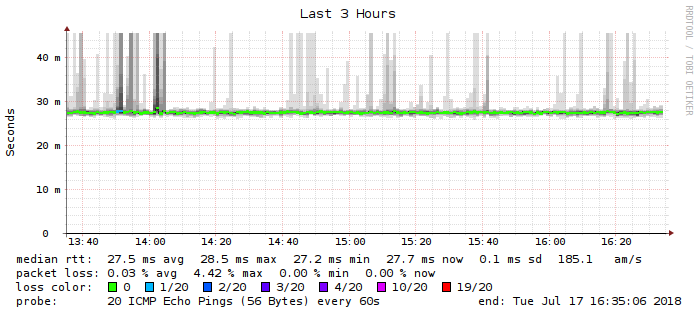 Last 3 Hours
RRDTOOL / TOBI OETIKER
Seconds
40 m
30 m
20 m
10 m
0
13:40 14:00 14:20 14:40 15:00 15:20 15:40 16:00 16:20
median rtt: 27.5 ms avg 28.5 ms max 27.2 ms min 27.7 ms now 0.1 ms sd 185.1 am/s
packet loss: 0.03 % avg 4.42 % max 0.00 % min 0.00 % now
loss color: 0 1/20 2/20 3/20 4/20 10/20 19/20
probe: 20 ICMP Echo Pings (56 Bytes) every 60s end: Tue Jul 17 16:35:06 2018